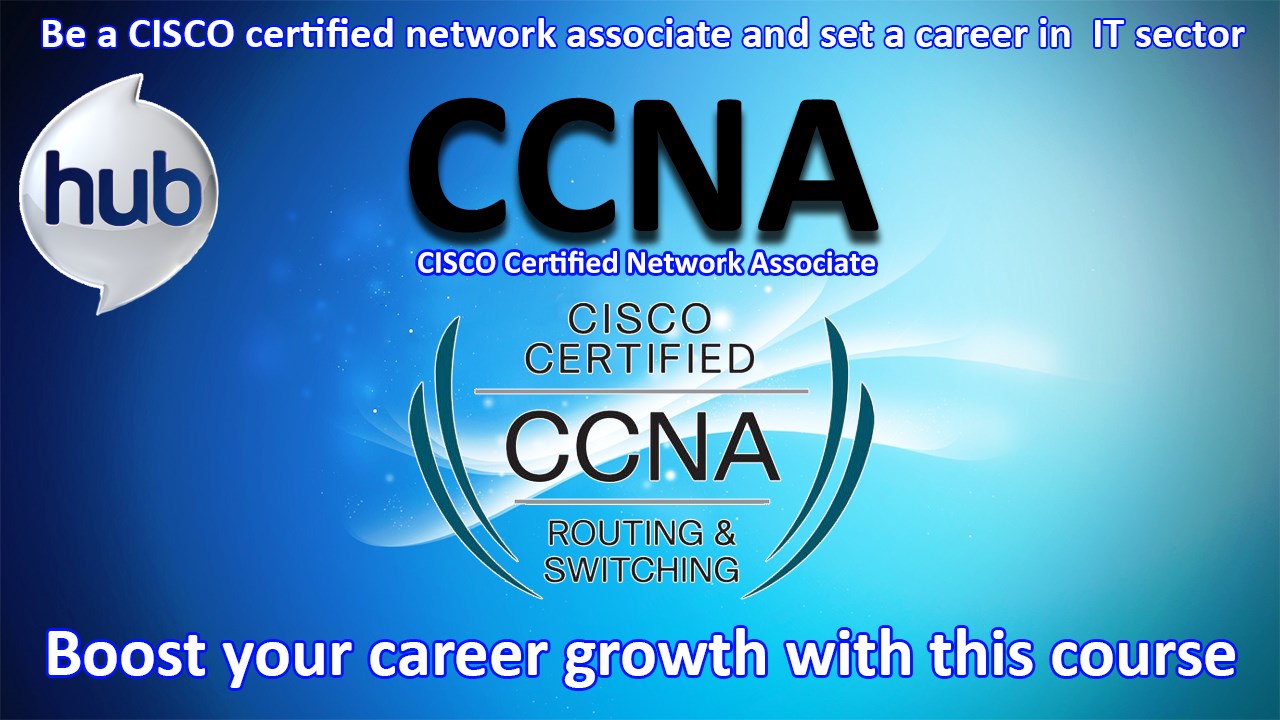 Be a CISCO certified network associate and set a career in  IT sector
hub
CCNA
CISCO Certified Network Associate
CISCO
CERTIFIED
CCNA
ROUTING &
SWITCHING
Boost your career growth with this course